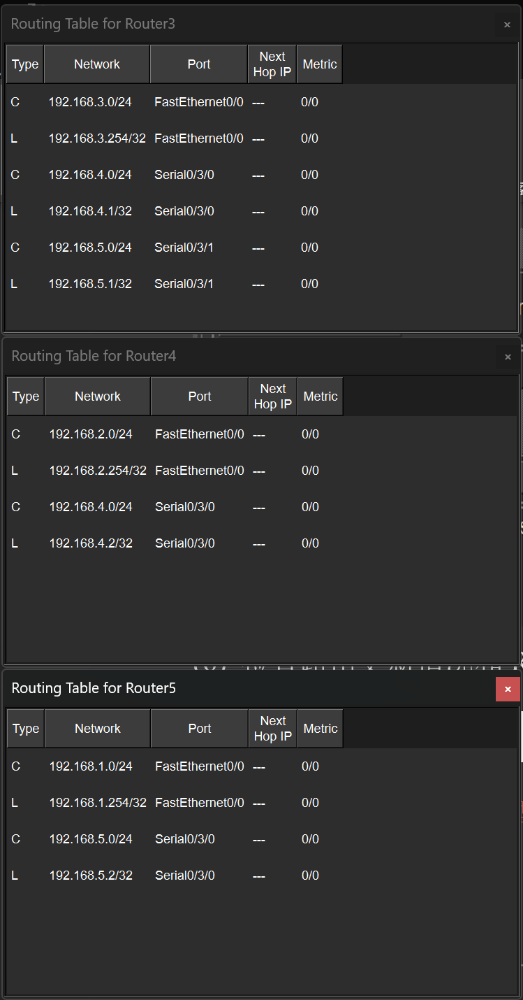 Routing Table for Router3
Type Network Port Next Hop IP Metric
C 192.168.3.0/24 FastEthernet0/0 --- 0/0
L 192.168.3.254/32 FastEthernet0/0 --- 0/0
C 192.168.4.0/24 Serial0/3/0 --- 0/0
L 192.168.4.1/32 Serial0/3/0 --- 0/0
C 192.168.5.0/24 Serial0/3/1 --- 0/0
L 192.168.5.1/32 Serial0/3/1 --- 0/0
Routing Table for Router4
Type Network Port Next Hop IP Metric
C 192.168.2.0/24 FastEthernet0/0 --- 0/0
L 192.168.2.254/32 FastEthernet0/0 --- 0/0
C 192.168.4.0/24 Serial0/3/0 --- 0/0
L 192.168.4.2/32 Serial0/3/0 --- 0/0
Routing Table for Router5
Type Network Port Next Hop IP Metric
C 192.168.1.0/24 FastEthernet0/0 --- 0/0
L 192.168.1.254/32 FastEthernet0/0 --- 0/0
C 192.168.5.0/24 Serial0/3/0 --- 0/0
L 192.168.5.2/32 Serial0/3/0 --- 0/0